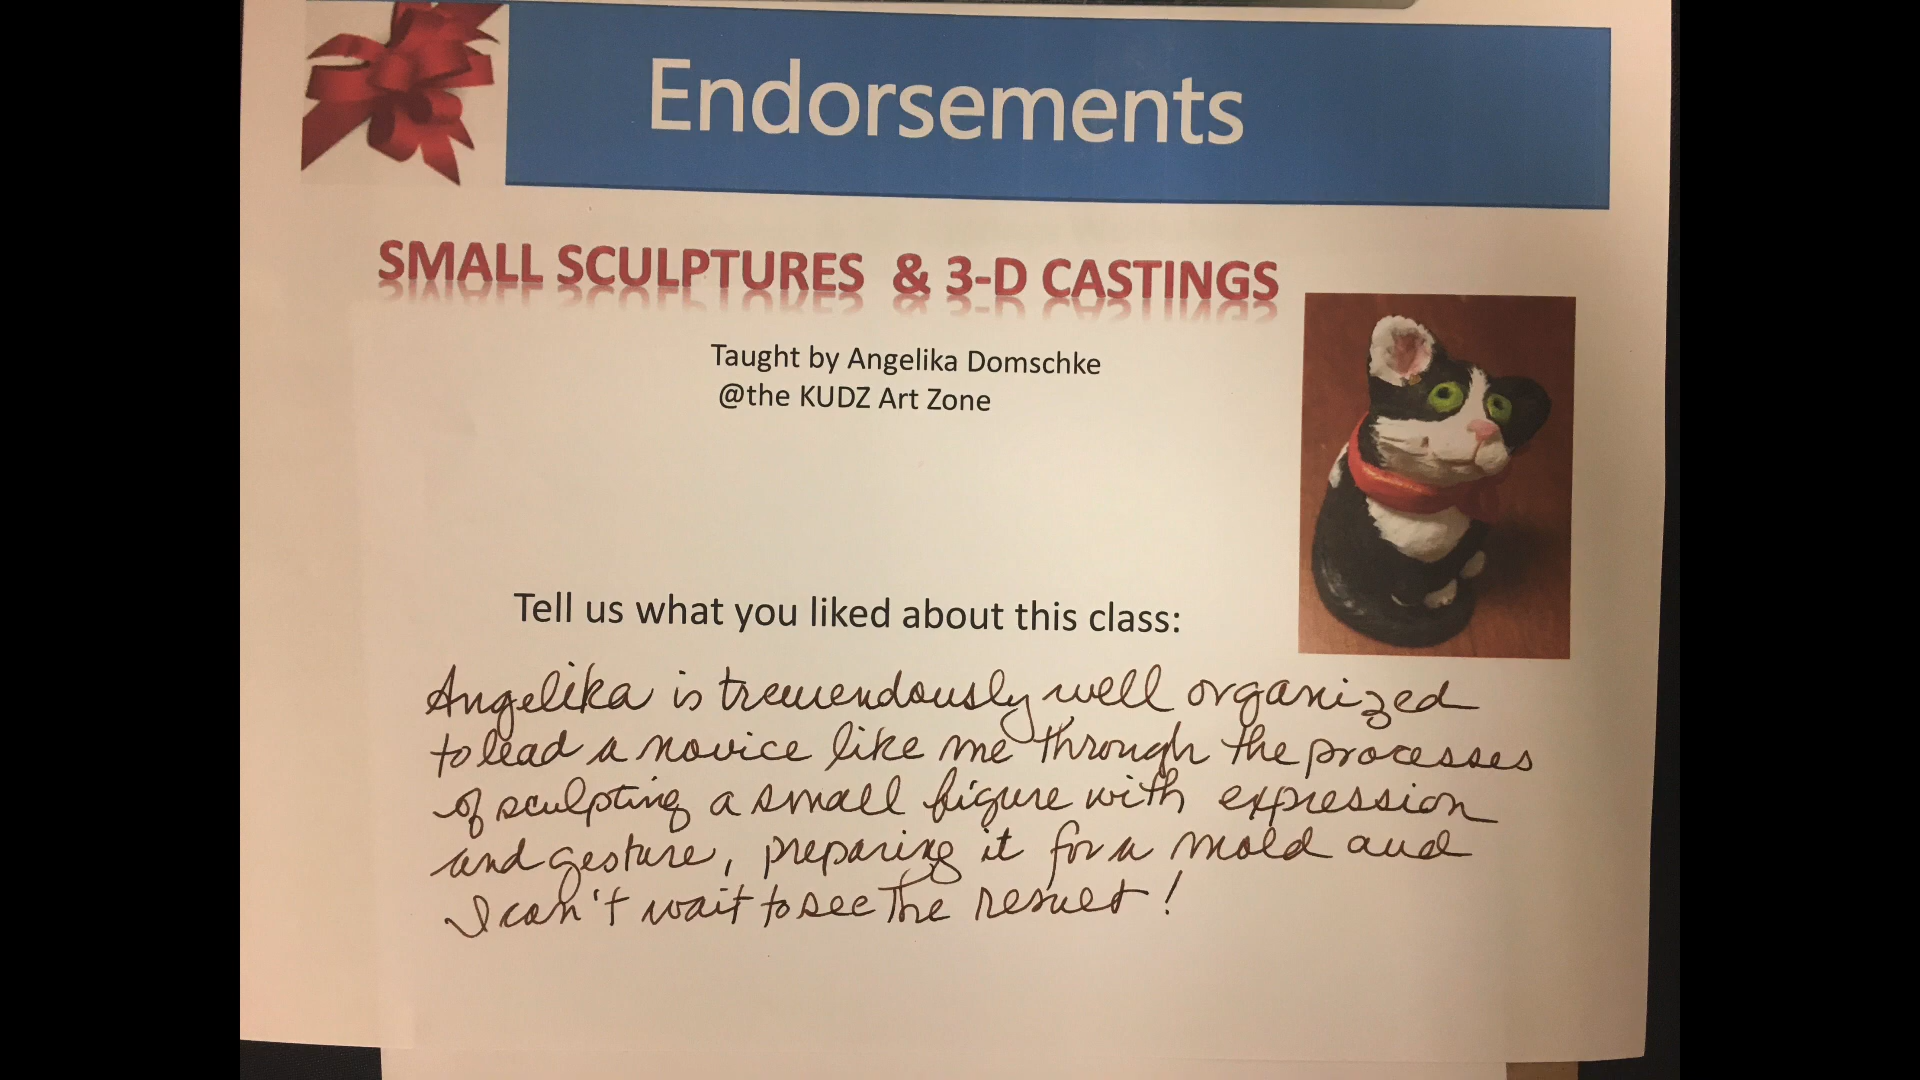 Endorsements
SMALL SCULPTURES & 3-D CASTINGS
Taught by Angelika Domschke
@the KUDZ Art Zone
Tell us what you liked about this class:
Angelika is tremendously well organized
to lead a novice like me through the processes
of sculpting a small figure with expression
and gesture, preparing it for a mold and
I can't wait to see the result!